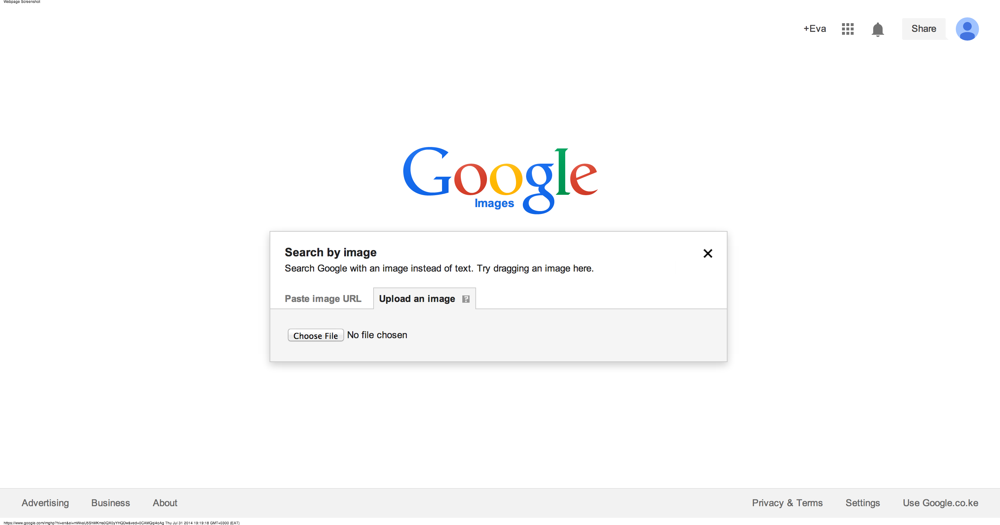 Webpage Screenshot
+Eva Share
Google
Images
Search by image
Search Google with an image instead of text. Try dragging an image here.
Paste image URL Upload an image ?
Choose File No file chosen
Advertising Business About Privacy & Terms Settings Use Google.co.ke
https://www.google.com/imghp?hl=en&ei=mWvaU5ShMKms0QX0yYHQDw&ved=0CAMQqi4oAg Thu Jul 31 2014 19:19:18 GMT+0300 (EAT)